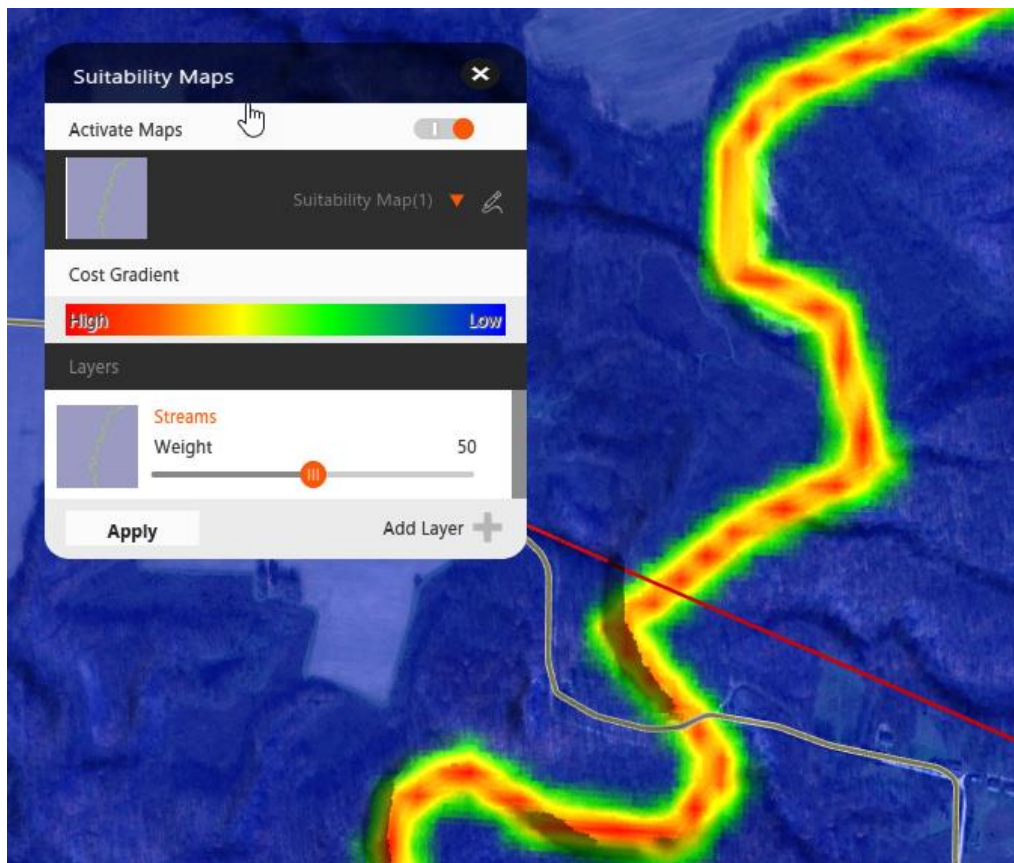 Suitability Maps
Activate Maps
Suitability Map(1)
Cost Gradient
High Low
Layers
Streams
Weight 50
Apply Add Layer